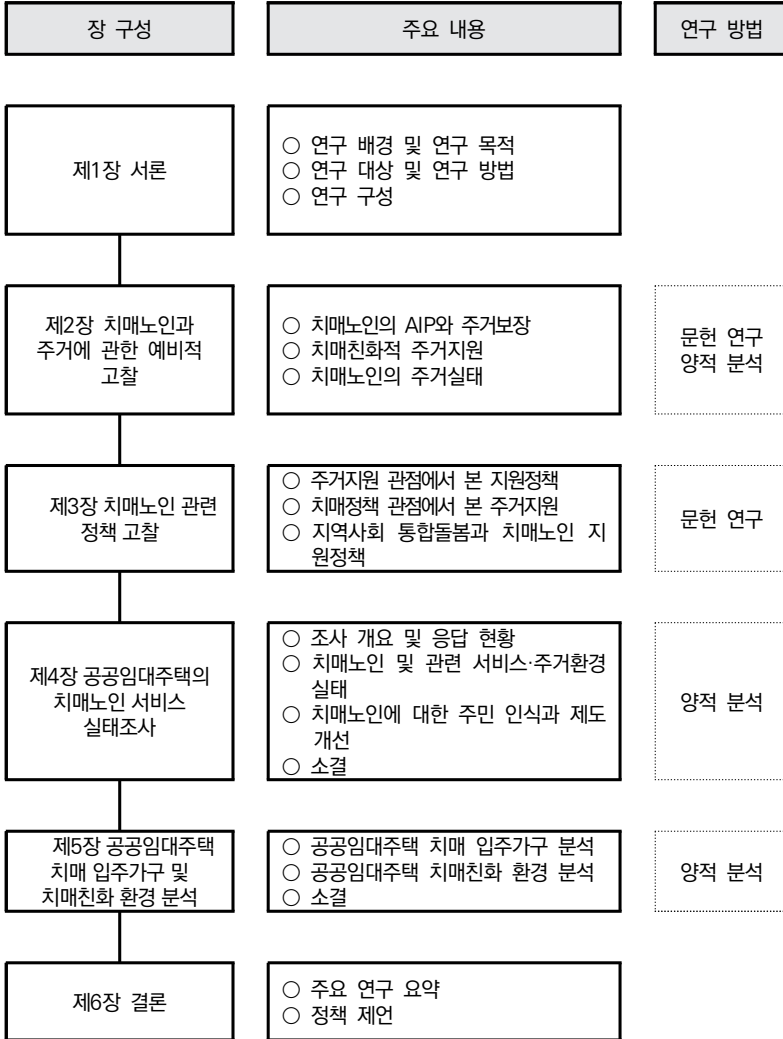 장 구성
주요 내용
연구 방법
제1장 서론
○ 연구 배경 및 연구 목적
○ 연구 대상 및 연구 방법
○ 연구 구성
제2장 치매노인과
주거에 관한 예비적
고찰
○ 치매노인의 AIP와 주거보장
○ 치매친화적 주거지원
○ 치매노인의 주거실태
문헌 연구
양적 분석
제3장 치매노인 관련
정책 고찰
○ 주거지원 관점에서 본 지원정책
○ 치매정책 관점에서 본 주거지원
○ 지역사회 통합돌봄과 치매노인 지
원정책
문헌 연구
제4장 공공임대주택의
치매노인 서비스
실태조사
○ 조사 개요 및 응답 현황
○ 치매노인 및 관련 서비스·주거환경
실태
○ 치매노인에 대한 주민 인식과 제도
개선
○ 소결
양적 분석
제5장 공공임대주택
치매 입주가구 및
치매친화 환경 분석
○ 공공임대주택 치매 입주가구 분석
○ 공공임대주택 치매친화 환경 분석
○ 소결
양적 분석
제6장 결론
○ 주요 연구 요약
○ 정책 제언